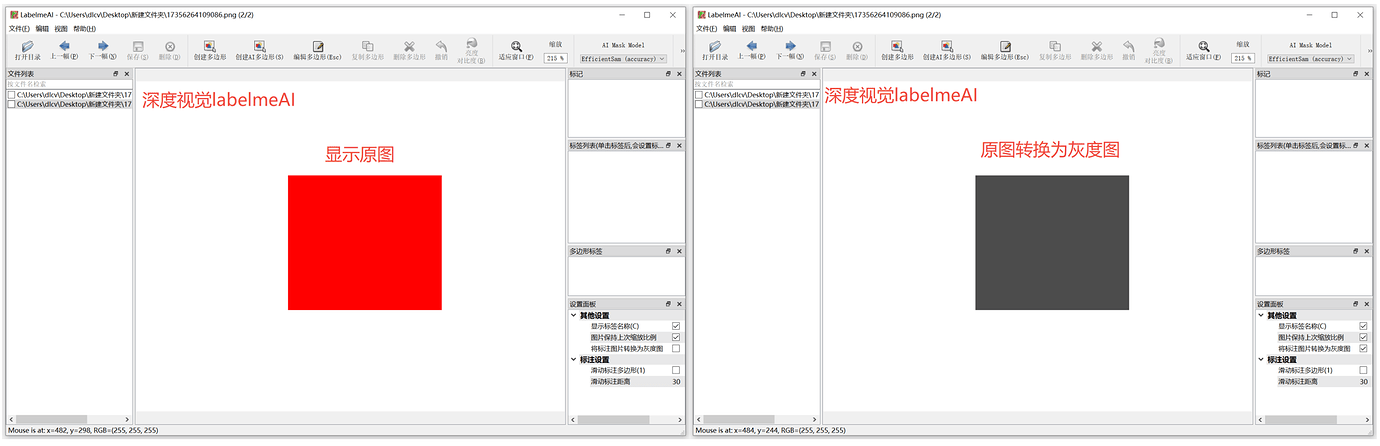 LabelmeAI - C:\Users\dlcv\Desktop\新建文件夹\17356264109086.png (2/2)
文件(F) 编辑 视图 帮助(H)
打开目录 上一幅(P) 下一幅(N) 保存(S) 删除(D) 创建多边形 创建AI多边形(S) 编辑多边形(Esc) 复制多边形 删除多边形 撤销 亮度对比度(B) 适应窗口(F) 缩放 215 % AI Mask Model EfficientSam (accuracy)
文件列表
按文件名检索
C:\Users\dlcv\Desktop\新建文件夹\17
C:\Users\dlcv\Desktop\新建文件夹\17
深度视觉labelmeAI
显示原图
标记
标签列表(单击标签后,会设置标...
多边形标签
设置面板
其他设置
显示标签名称(C)
图片保持上次缩放比例
将标注图片转换为灰度图
标注设置
滑动标注多边形(1)
滑动标注距离 30
Mouse is at: x=482, y=298, RGB=(255, 255, 255)
LabelmeAI - C:\Users\dlcv\Desktop\新建文件夹\17356264109086.png (2/2)
文件(F) 编辑 视图 帮助(H)
打开目录 上一幅(P) 下一幅(N) 保存(S) 删除(D) 创建多边形 创建AI多边形(S) 编辑多边形(Esc) 复制多边形 删除多边形 撤销 亮度对比度(B) 适应窗口(F) 缩放 215 % AI Mask Model EfficientSam (accuracy)
文件列表
按文件名检索
C:\Users\dlcv\Desktop\新建文件夹\17
C:\Users\dlcv\Desktop\新建文件夹\17
深度视觉labelmeAI
原图转换为灰度图
标记
标签列表(单击标签后,会设置标...
多边形标签
设置面板
其他设置
显示标签名称(C)
图片保持上次缩放比例
将标注图片转换为灰度图
标注设置
滑动标注多边形(1)
滑动标注距离 30
Mouse is at: x=484, y=244, RGB=(255, 255, 255)